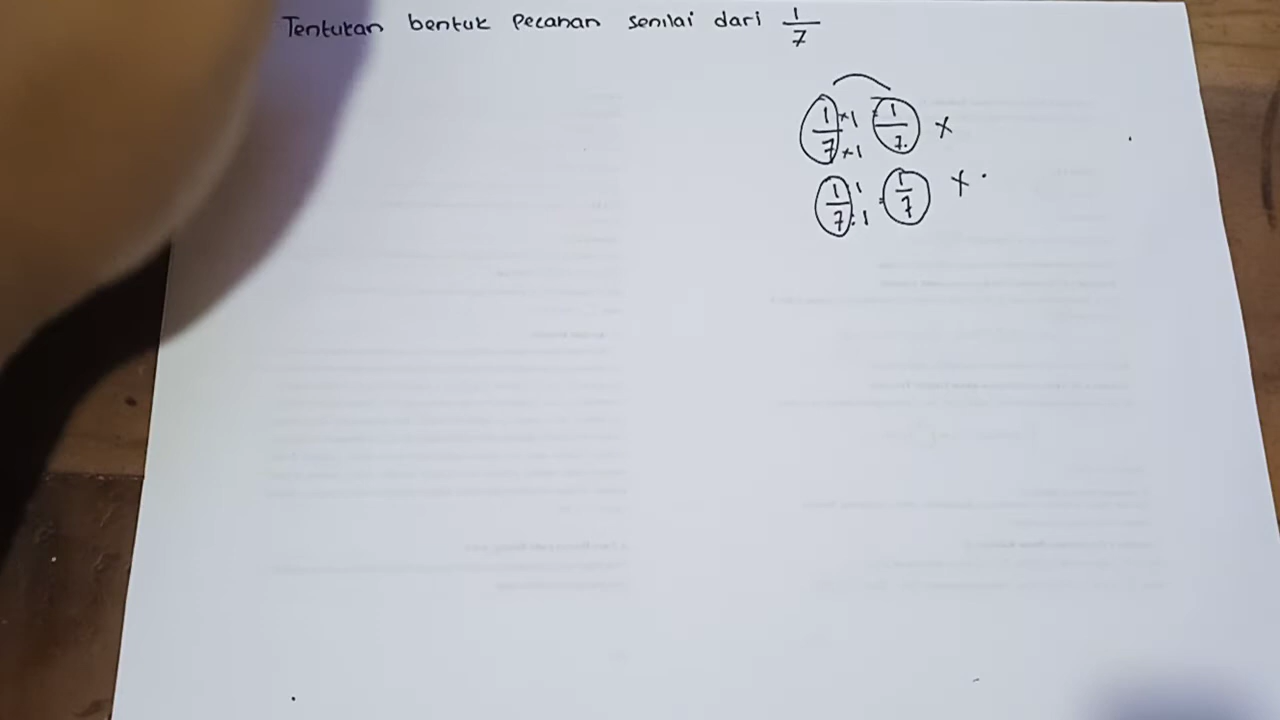 Tentukan bentuk pecahan senilai dari 1/7
1/7 ×1 ×1 = 1/7 ×
1/7 : 1 : 1 = 1/7 ×